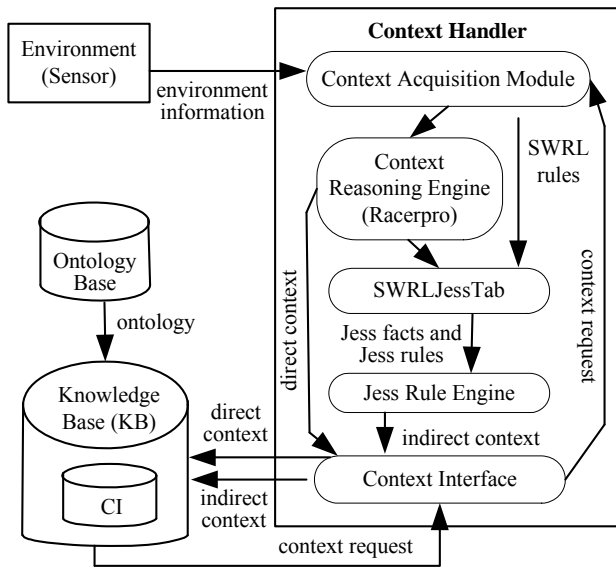 Context Handler
Environment
(Sensor)
environment
information
Context Acquisition Module
SWRL
rules
Context
Reasoning Engine
(Racerpro)
Ontology
Base
ontology
SWRLJessTab
direct context
context request
Jess facts and
Jess rules
Knowledge
Base (KB)
Jess Rule Engine
direct
context
indirect context
Context Interface
CI
indirect
context
context request